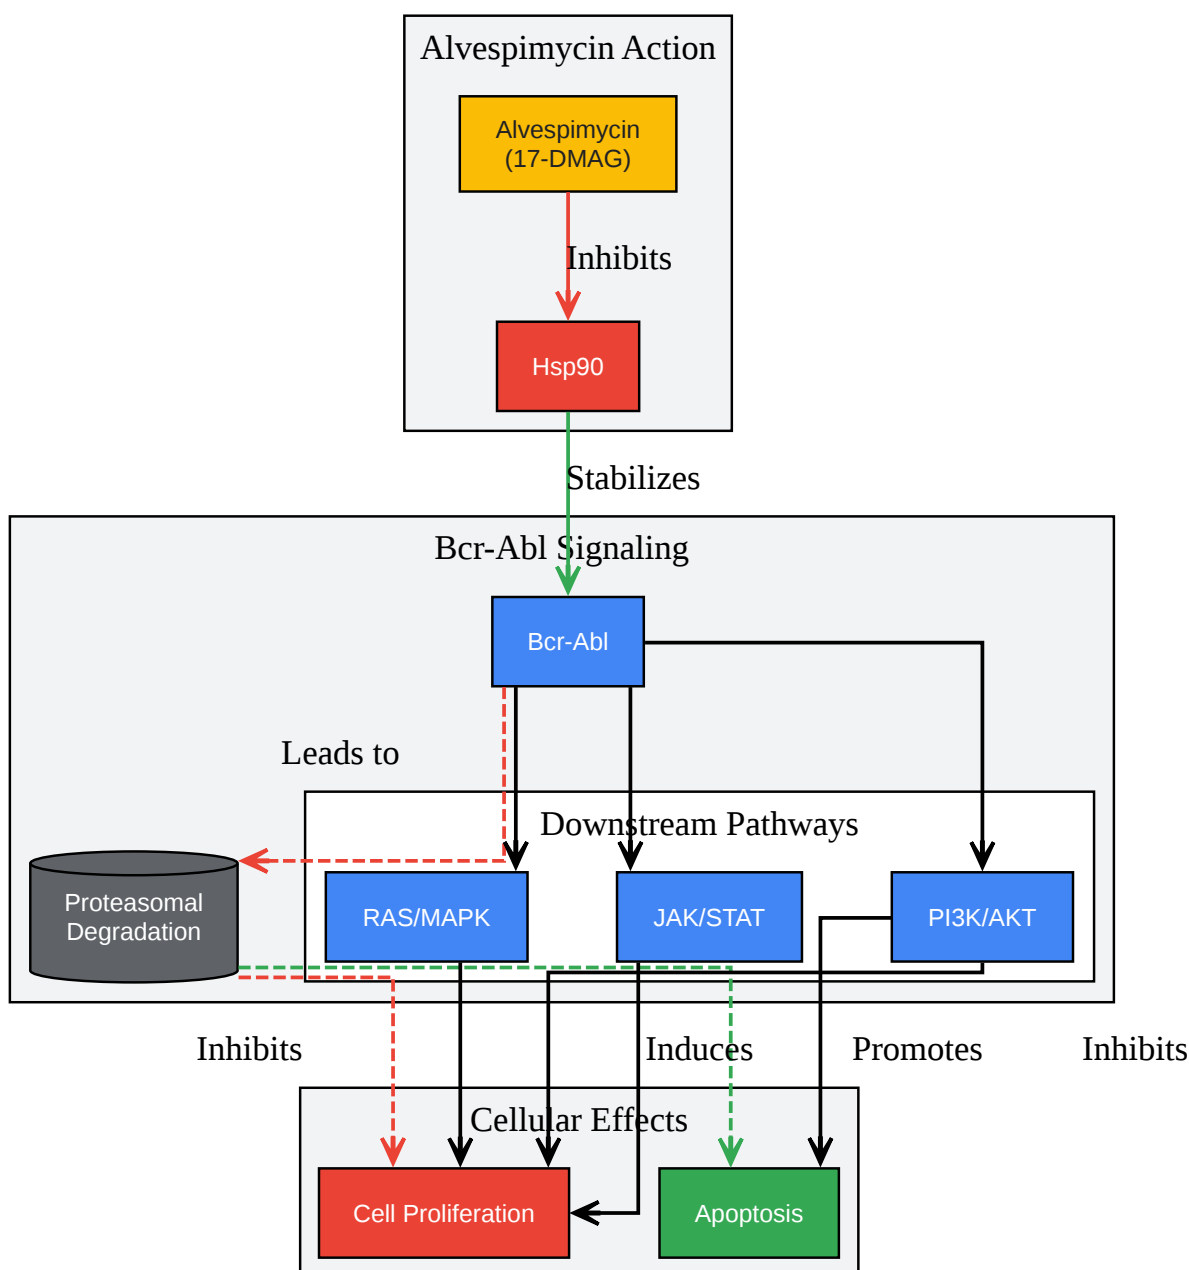 Alvespimycin Action
Alvespimycin
(17-DMAG)
Inhibits
Hsp90
Stabilizes
Bcr-Abl Signaling
Bcr-Abl
Leads to
Downstream Pathways
Proteasomal
Degradation
RAS/MAPK
JAK/STAT
PI3K/AKT
Inhibits
Induces
Promotes
Inhibits
Cellular Effects
Cell Proliferation
Apoptosis